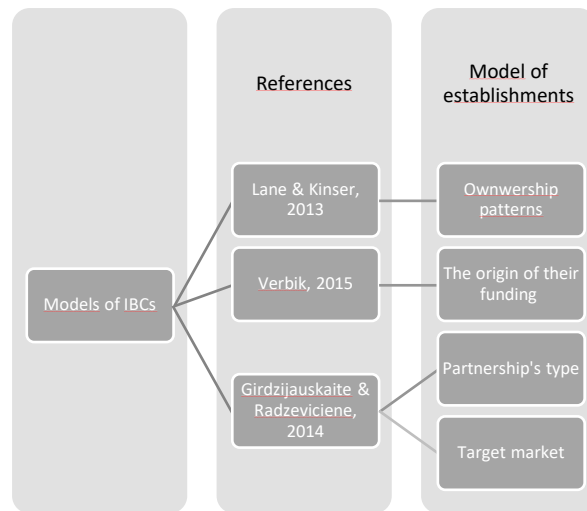 References
Model of
establishments
Models of IBCs
Lane & Kinser,
2013
Ownwership
patterns
Verbik, 2015
The origin of their
funding
Girdzijauskaite &
Radzeviciene,
2014
Partnership's type
Target market